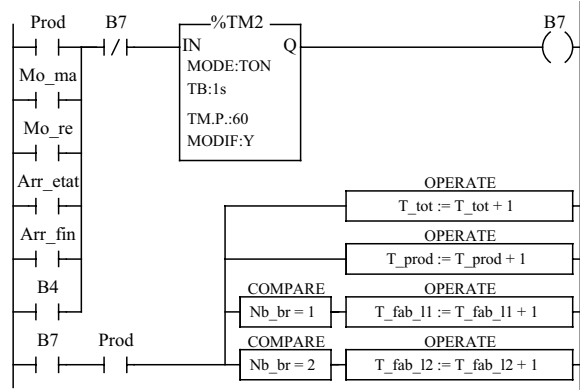 Prod B7 %TM2 B7
IN Q
MODE:TON
Mo_ma
TB:1s
TM.P.:60
Mo_re
MODIF:Y
Arr_etat OPERATE
T_tot := T_tot + 1
Arr_fin OPERATE
T_prod := T_prod + 1
B4 COMPARE OPERATE
Nb_br = 1 T_fab_l1 := T_fab_l1 + 1
B7 Prod COMPARE OPERATE
Nb_br = 2 T_fab_l2 := T_fab_l2 + 1